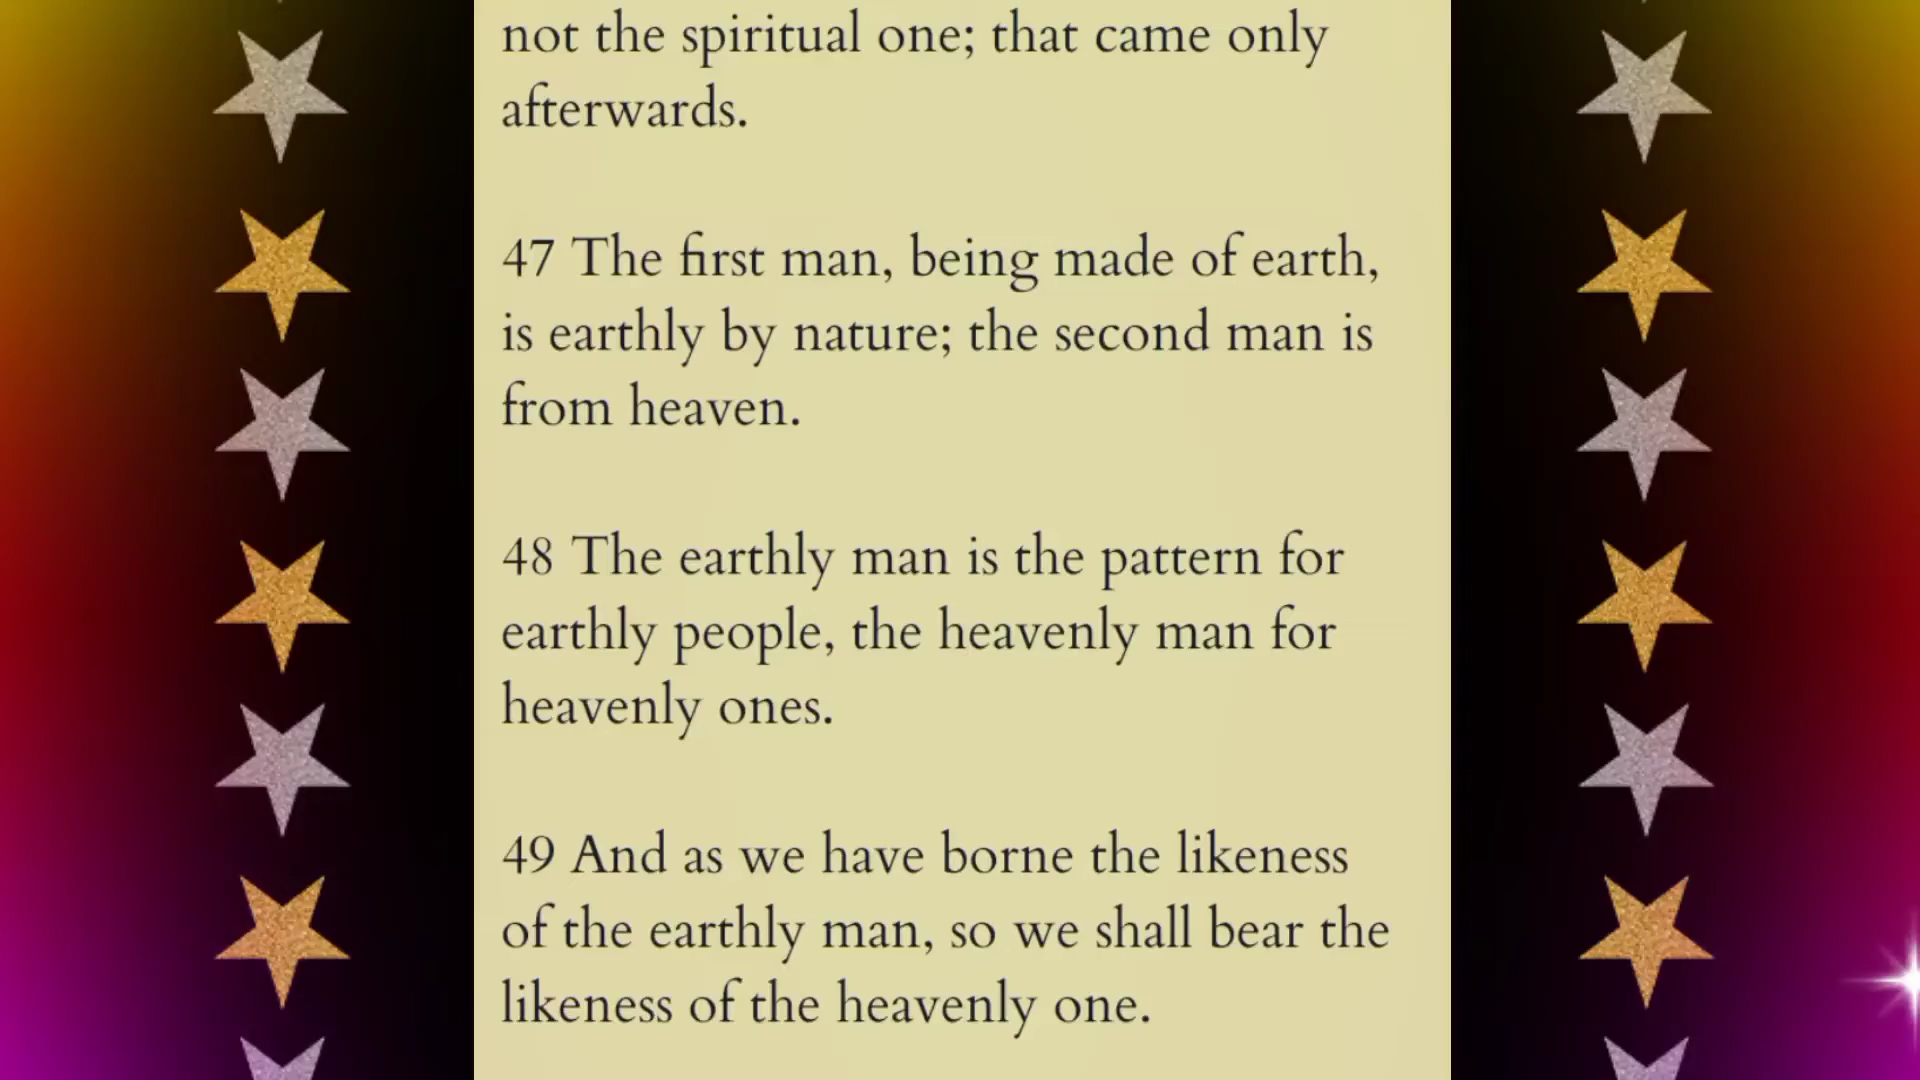 not the spiritual one; that came only
afterwards.
47 The first man, being made of earth,
is earthly by nature; the second man is
from heaven.
48 The earthly man is the pattern for
earthly people, the heavenly man for
heavenly ones.
49 And as we have borne the likeness
of the earthly man, so we shall bear the
likeness of the heavenly one.